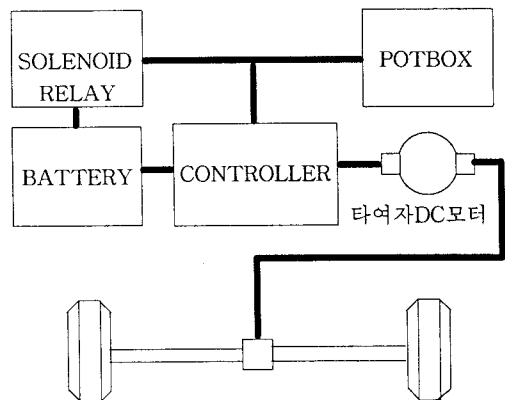 SOLENOID
RELAY
POTBOX
BATTERY
CONTROLLER
타여자DC모터